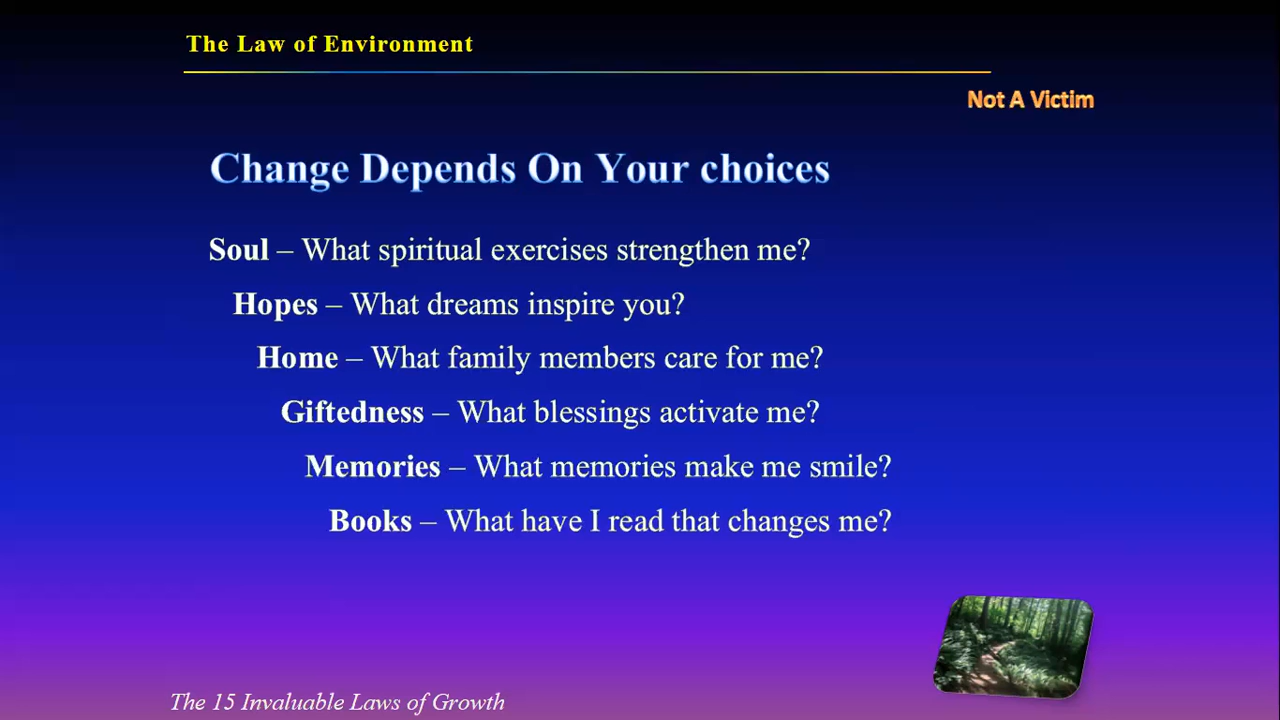 The Law of Environment
Not A Victim
Change Depends On Your choices
Soul – What spiritual exercises strengthen me?
Hopes – What dreams inspire you?
Home – What family members care for me?
Giftedness – What blessings activate me?
Memories – What memories make me smile?
Books – What have I read that changes me?
The 15 Invaluable Laws of Growth